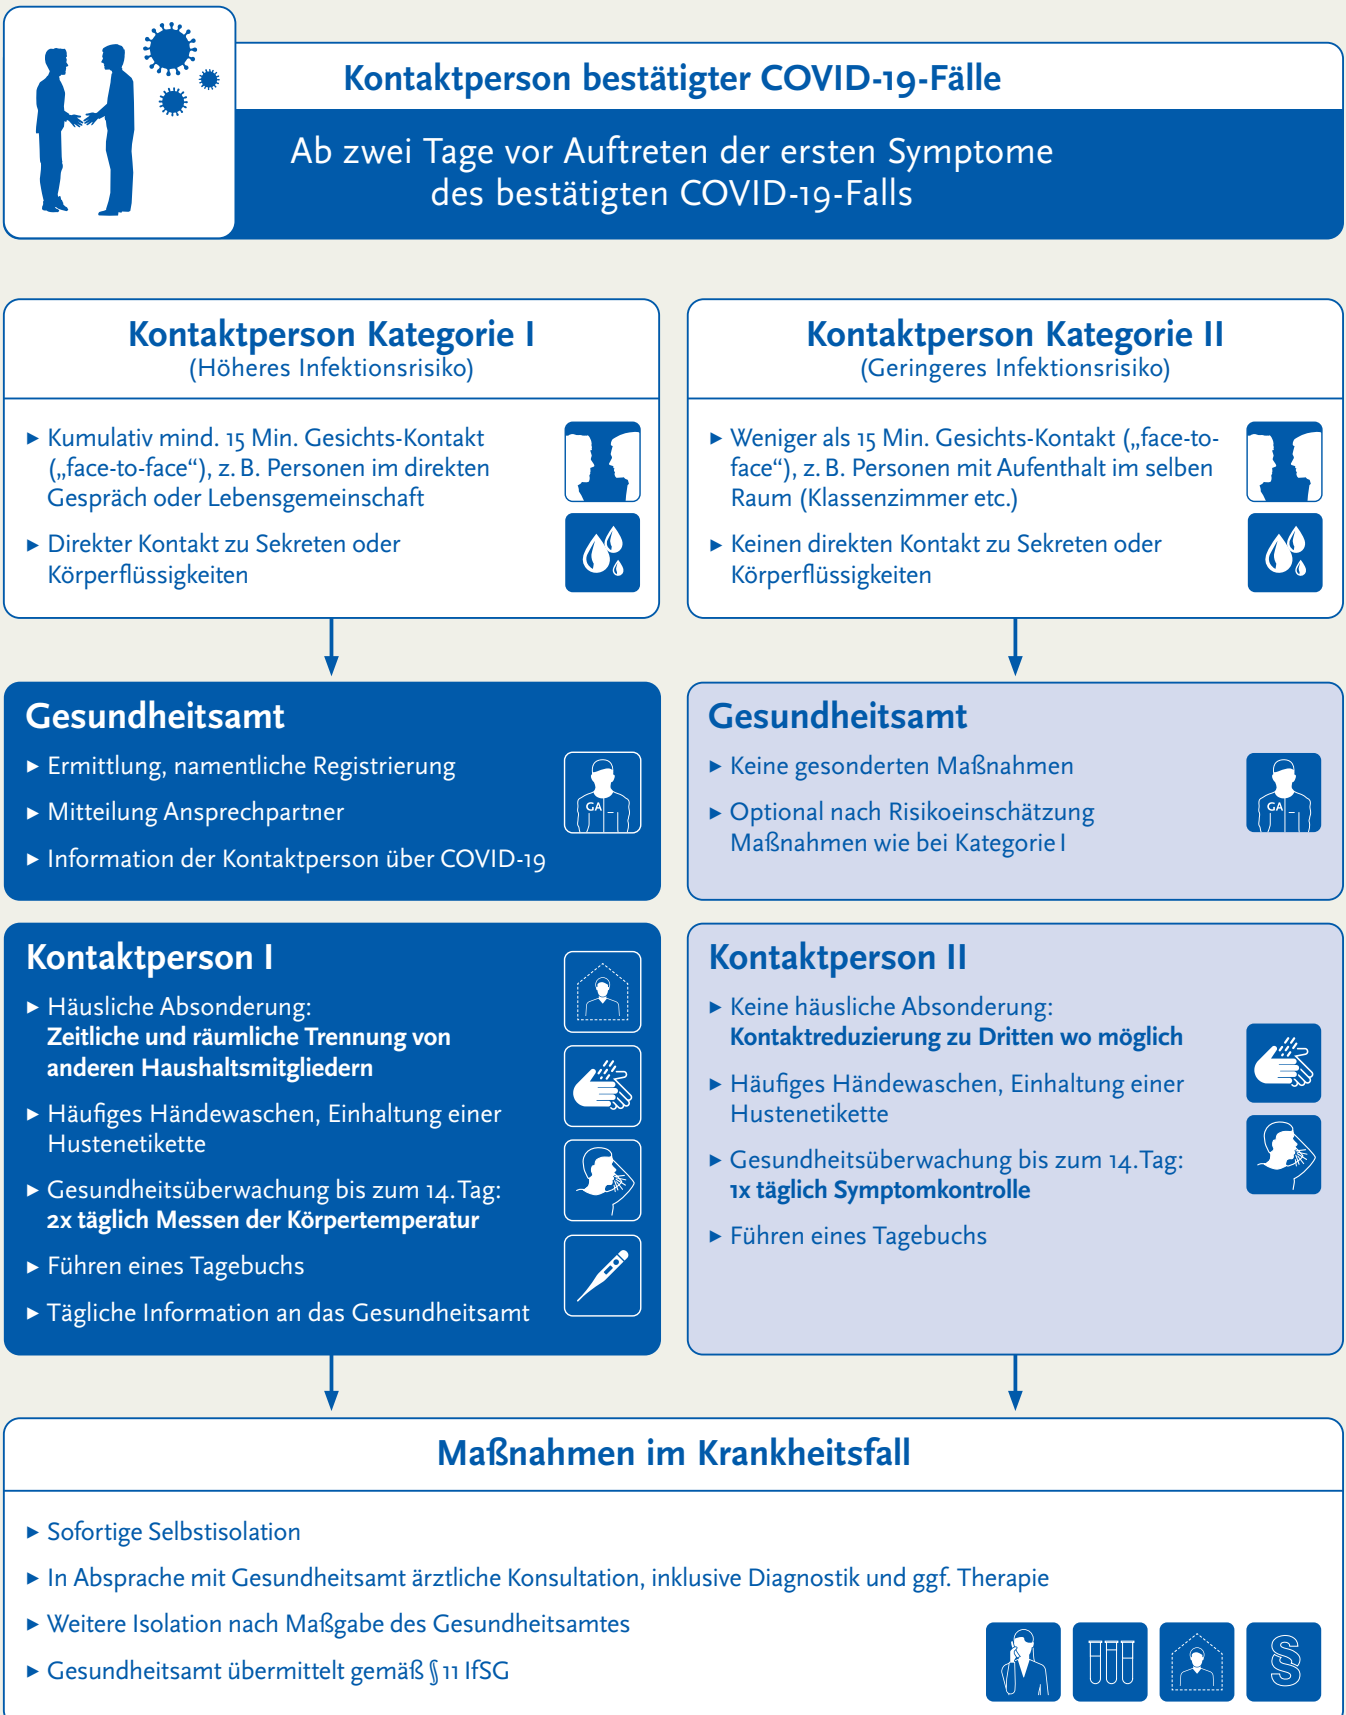 Kontaktperson bestätigter COVID-19-Fälle
Ab zwei Tage vor Auftreten der ersten Symptome
des bestätigten COVID-19-Falls
Kontaktperson Kategorie I
(Höheres Infektionsrisiko)
▸ Kumulativ mind. 15 Min. Gesichts-Kontakt
(„face-to-face“), z. B. Personen im direkten
Gespräch oder Lebensgemeinschaft
▸ Direkter Kontakt zu Sekreten oder
Körperflüssigkeiten
Kontaktperson Kategorie II
(Geringeres Infektionsrisiko)
▸ Weniger als 15 Min. Gesichts-Kontakt („face-to-
face“), z. B. Personen mit Aufenthalt im selben
Raum (Klassenzimmer etc.)
▸ Keinen direkten Kontakt zu Sekreten oder
Körperflüssigkeiten
Gesundheitsamt
▸ Ermittlung, namentliche Registrierung
▸ Mitteilung Ansprechpartner
▸ Information der Kontaktperson über COVID-19
GA
Gesundheitsamt
▸ Keine gesonderten Maßnahmen
▸ Optional nach Risikoeinschätzung
Maßnahmen wie bei Kategorie I
GA
Kontaktperson I
▸ Häusliche Absonderung:
Zeitliche und räumliche Trennung von
anderen Haushaltsmitgliedern
▸ Häufiges Händewaschen, Einhaltung einer
Hustenetikette
▸ Gesundheitsüberwachung bis zum 14. Tag:
2x täglich Messen der Körpertemperatur
▸ Führen eines Tagebuchs
▸ Tägliche Information an das Gesundheitsamt
Kontaktperson II
▸ Keine häusliche Absonderung:
Kontaktreduzierung zu Dritten wo möglich
▸ Häufiges Händewaschen, Einhaltung einer
Hustenetikette
▸ Gesundheitsüberwachung bis zum 14. Tag:
1x täglich Symptomkontrolle
▸ Führen eines Tagebuchs
Maßnahmen im Krankheitsfall
▸ Sofortige Selbstisolation
▸ In Absprache mit Gesundheitsamt ärztliche Konsultation, inklusive Diagnostik und ggf. Therapie
▸ Weitere Isolation nach Maßgabe des Gesundheitsamtes
▸ Gesundheitsamt übermittelt gemäß § 11 IfSG
§